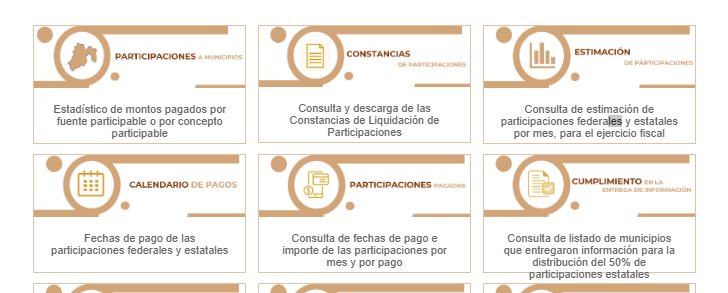 PARTICIPACIONES A MUNICIPIOS
Estadístico de montos pagados por
fuente participable o por concepto
participable
CONSTANCIAS
DE PARTICIPACIONES
Consulta y descarga de las
Constancias de Liquidación de
Participaciones
ESTIMACIÓN
DE PARTICIPACIONES
Consulta de estimación de
participaciones federales y estatales
por mes, para el ejercicio fiscal
CALENDARIO DE PAGOS
Fechas de pago de las
participaciones federales y estatales
PARTICIPACIONES PAGADAS
Consulta de fechas de pago e
importe de las participaciones por
mes y por pago
CUMPLIMIENTO EN LA
ENTREGA DE INFORMACIÓN
Consulta de listado de municipios
que entregaron información para la
distribución del 50% de
participaciones estatales